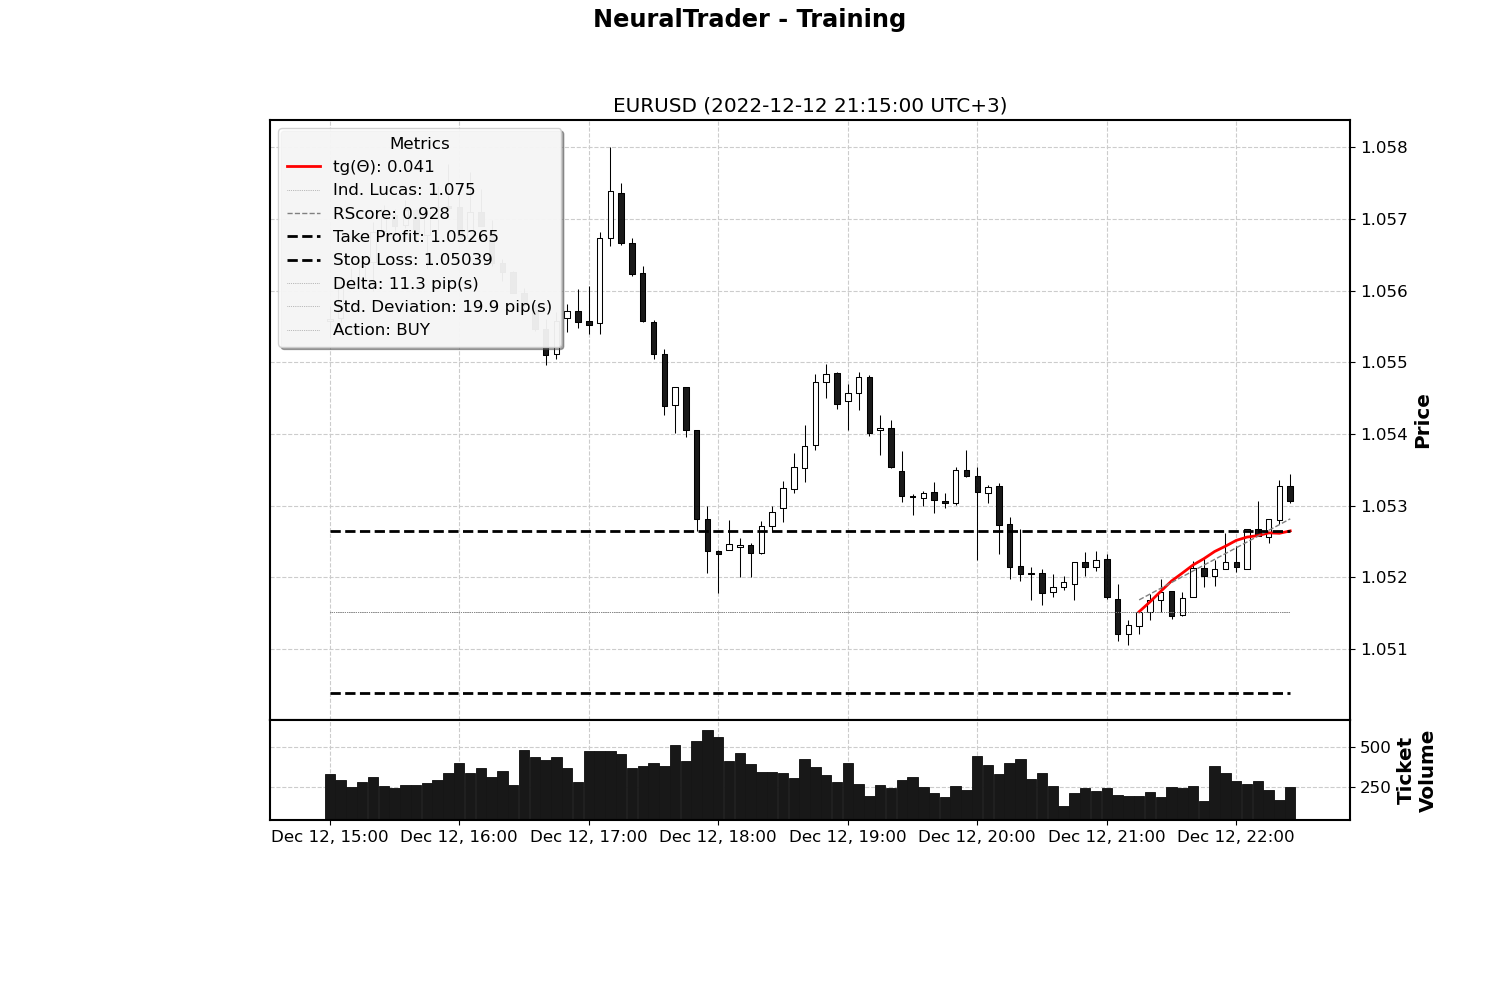 NeuralTrader - Training
EURUSD (2022-12-12 21:15:00 UTC+3)
Metrics
tg(Θ): 0.041
Ind. Lucas: 1.075
RScore: 0.928
Take Profit: 1.05265
Stop Loss: 1.05039
Delta: 11.3 pip(s)
Std. Deviation: 19.9 pip(s)
Action: BUY
1.058
1.057
1.056
1.055
1.054
1.053
1.052
1.051
Price
500
250
Ticket
Volume
Dec 12, 15:00
Dec 12, 16:00
Dec 12, 17:00
Dec 12, 18:00
Dec 12, 19:00
Dec 12, 20:00
Dec 12, 21:00
Dec 12, 22:00